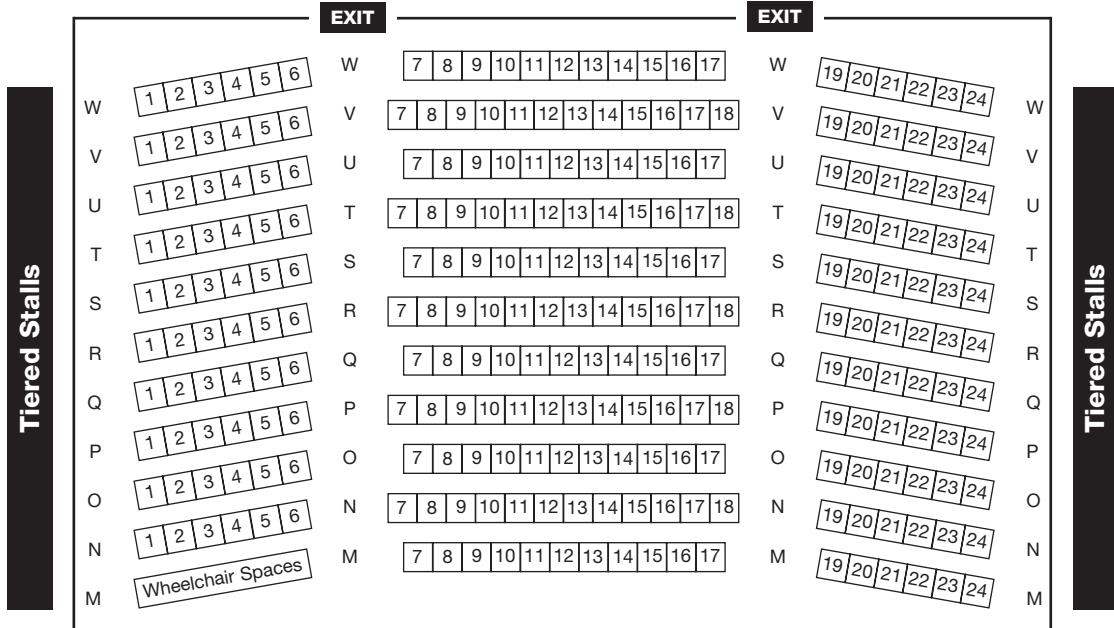 EXIT EXIT
W 1 2 3 4 5 6 W 7 8 9 10 11 12 13 14 15 16 17 W 19 20 21 22 23 24 W
V 1 2 3 4 5 6 V 7 8 9 10 11 12 13 14 15 16 17 18 V 19 20 21 22 23 24 V
U 1 2 3 4 5 6 U 7 8 9 10 11 12 13 14 15 16 17 U 19 20 21 22 23 24 U
T 1 2 3 4 5 6 T 7 8 9 10 11 12 13 14 15 16 17 18 T 19 20 21 22 23 24 T
S 1 2 3 4 5 6 S 7 8 9 10 11 12 13 14 15 16 17 S 19 20 21 22 23 24 S
R 1 2 3 4 5 6 R 7 8 9 10 11 12 13 14 15 16 17 18 R 19 20 21 22 23 24 R
Q 1 2 3 4 5 6 Q 7 8 9 10 11 12 13 14 15 16 17 Q 19 20 21 22 23 24 Q
P 1 2 3 4 5 6 P 7 8 9 10 11 12 13 14 15 16 17 18 P 19 20 21 22 23 24 P
O 1 2 3 4 5 6 O 7 8 9 10 11 12 13 14 15 16 17 O 19 20 21 22 23 24 O
N 1 2 3 4 5 6 N 7 8 9 10 11 12 13 14 15 16 17 18 N 19 20 21 22 23 24 N
M Wheelchair Spaces M 7 8 9 10 11 12 13 14 15 16 17 M 19 20 21 22 23 24 M
Tiered Stalls
Tiered Stalls